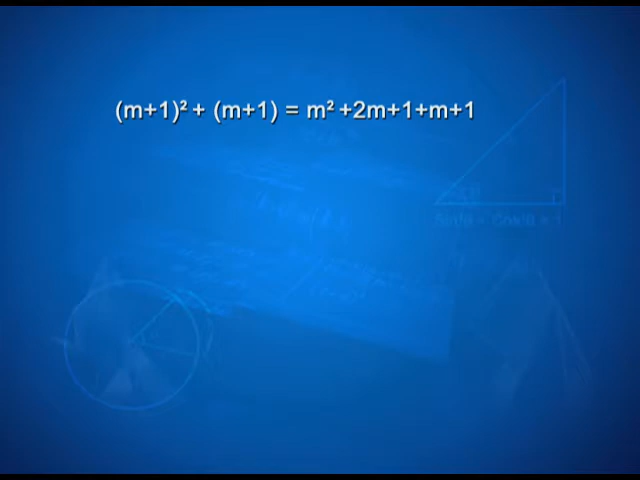 (m+1)² + (m+1) = m² +2m+1+m+1